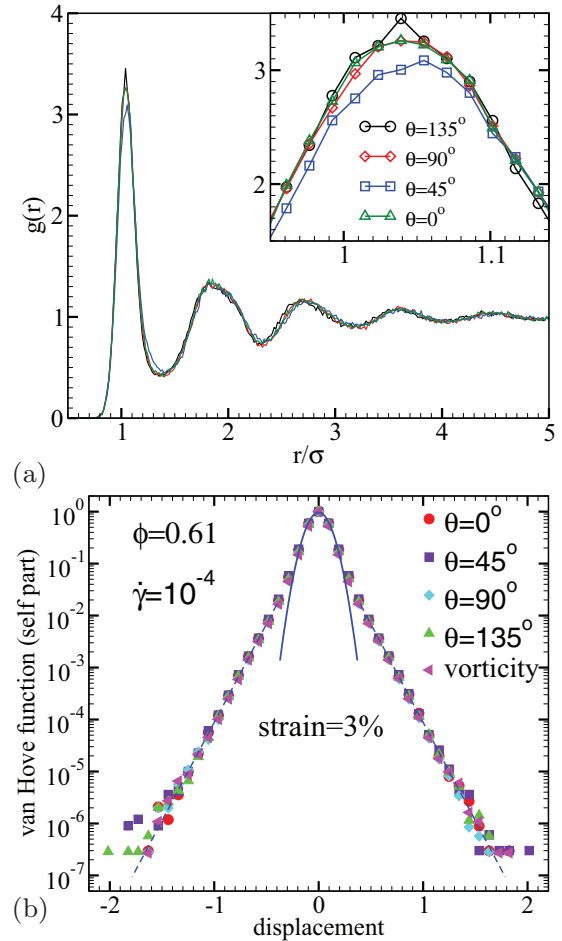 4
3
2
1
0
g(r)
1
2
3
4
5
r/σ
3
2
1
1.1
θ=135°
θ=90°
θ=45°
θ=0°
(a)
10⁰
10⁻¹
10⁻²
10⁻³
10⁻⁴
10⁻⁵
10⁻⁶
10⁻⁷
van Hove function (self part)
ϕ=0.61
γ̇=10⁻⁴
strain=3%
θ=0°
θ=45°
θ=90°
θ=135°
vorticity
-2
-1
0
1
2
displacement
(b)